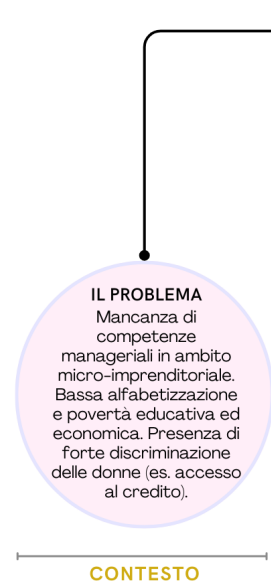 IL PROBLEMA
Mancanza di
competenze
manageriali in ambito
micro-imprenditoriale.
Bassa alfabetizzazione
e povertà educativa ed
economica. Presenza di
forte discriminazione
delle donne (es. accesso
al credito).
CONTESTO